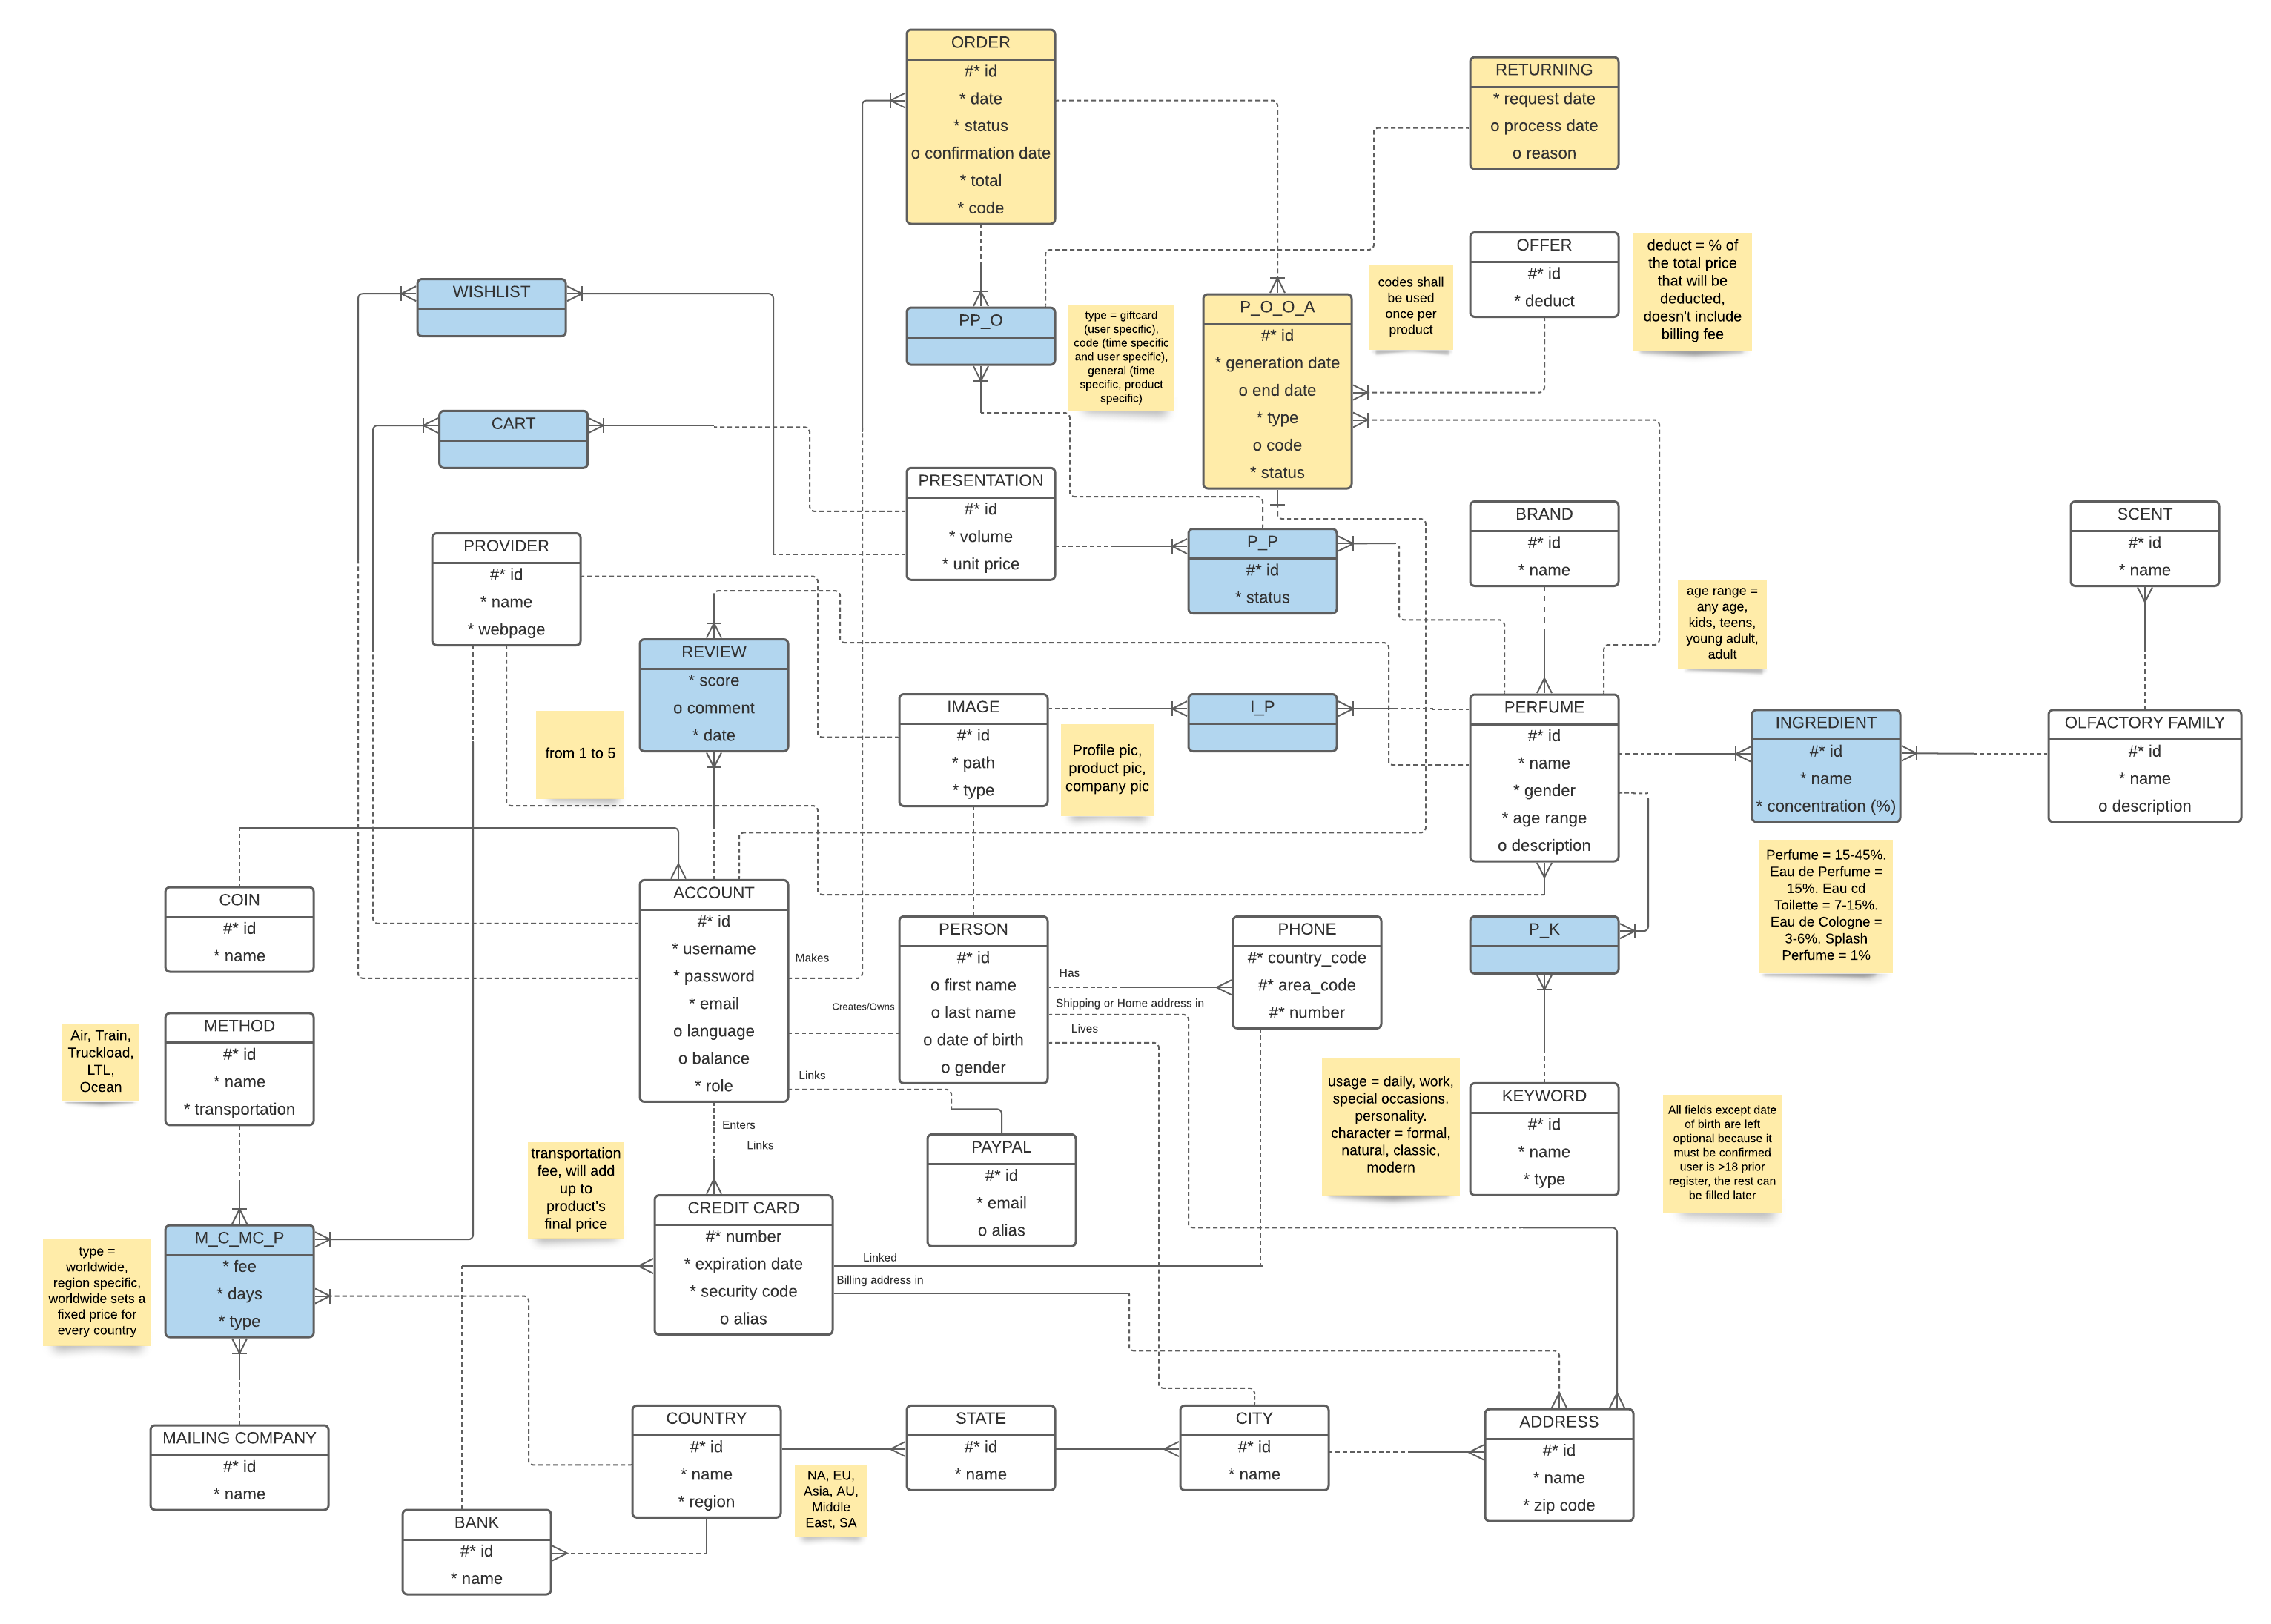 ORDER
#* id
* date
* status
o confirmation date
* total
* code
RETURNING
* request date
o process date
o reason
OFFER
#* id
* deduct
deduct = % of
the total price
that will be
deducted,
doesn't include
billing fee
WISHLIST
PP_O
type = giftcard
(user specific),
code (time specific
and user specific),
general (time
specific, product
specific)
P_O_O_A
#* id
* generation date
o end date
* type
o code
* status
codes shall
be used
once per
product
CART
PRESENTATION
#* id
* volume
* unit price
PROVIDER
#* id
* name
* webpage
P_P
#* id
* status
BRAND
#* id
* name
SCENT
#* id
* name
age range =
any age,
kids, teens,
young adult,
adult
REVIEW
* score
o comment
* date
from 1 to 5
IMAGE
#* id
* path
* type
Profile pic,
product pic,
company pic
I_P
PERFUME
#* id
* name
* gender
* age range
o description
INGREDIENT
#* id
* name
* concentration (%)
OLFACTORY FAMILY
#* id
* name
o description
Perfume = 15-45%.
Eau de Perfume =
15%. Eau cd
Toilette = 7-15%.
Eau de Cologne =
3-6%. Splash
Perfume = 1%
COIN
#* id
* name
ACCOUNT
#* id
* username
* password
* email
o language
o balance
* role
Makes
Creates/Owns
Links
Enters
Links
PERSON
#* id
o first name
o last name
o date of birth
o gender
Has
Shipping or Home address in
Lives
PHONE
#* country_code
#* area_code
#* number
P_K
METHOD
#* id
* name
* transportation
Air, Train,
Truckload,
LTL,
Ocean
PAYPAL
#* id
* email
o alias
usage = daily, work,
special occasions.
personality.
character = formal,
natural, classic,
modern
KEYWORD
#* id
* name
* type
All fields except date
of birth are left
optional because it
must be confirmed
user is >18 prior
register, the rest can
be filled later
transportation
fee, will add
up to
product's
final price
CREDIT CARD
#* number
* expiration date
* security code
o alias
Linked
Billing address in
M_C_MC_P
* fee
* days
* type
type =
worldwide,
region specific,
worldwide sets a
fixed price for
every country
MAILING COMPANY
#* id
* name
COUNTRY
#* id
* name
* region
NA, EU,
Asia, AU,
Middle
East, SA
STATE
#* id
* name
CITY
#* id
* name
ADDRESS
#* id
* name
* zip code
BANK
#* id
* name